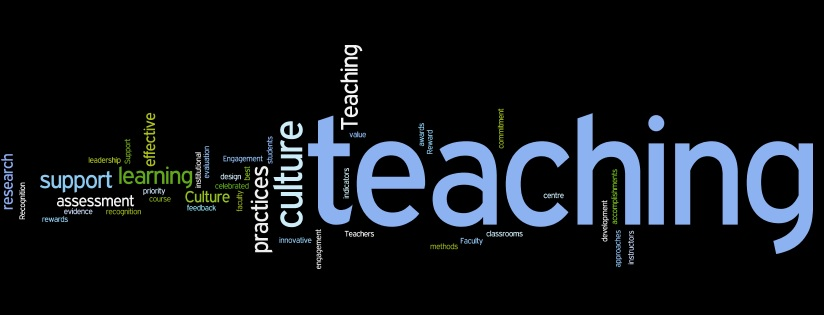 research
Recognition
support
rewards
assessment
evidence
leadership
recognition
Support
effective
learning
priority
course
institutional
evaluation
Culture
feedback
Engagement
design
celebrated
faculty
best
students
practices
culture
innovative
engagement
teaching
Teaching
value
indicators
Teachers
awards
Reward
methods
Faculty
classrooms
commitment
centre
development
accomplishments
approaches
instructors